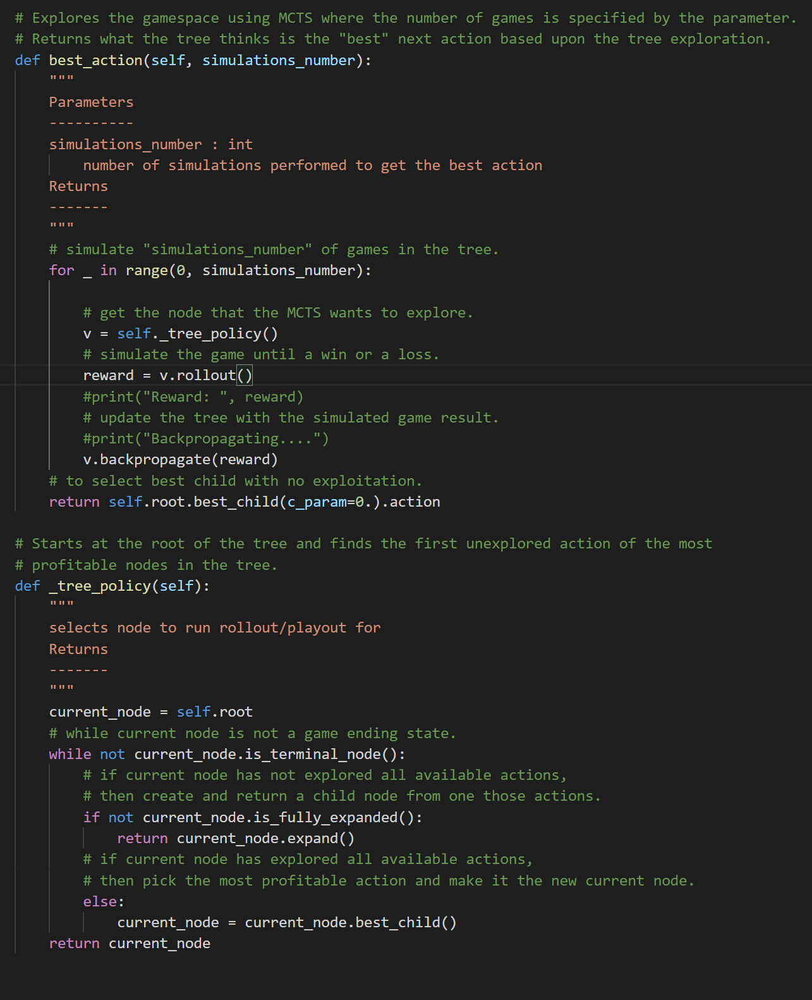 # Explores the gamespace using MCTS where the number of games is specified by the parameter.
# Returns what the tree thinks is the "best" next action based upon the tree exploration.
def best_action(self, simulations_number):
    """
    Parameters
    ----------
    simulations_number : int
        number of simulations performed to get the best action
    Returns
    -------
    """
    # simulate "simulations_number" of games in the tree.
    for _ in range(0, simulations_number):

        # get the node that the MCTS wants to explore.
        v = self._tree_policy()
        # simulate the game until a win or a loss.
        reward = v.rollout()
        #print("Reward: ", reward)
        # update the tree with the simulated game result.
        #print("Backpropagating....")
        v.backpropagate(reward)
    # to select best child with no exploitation.
    return self.root.best_child(c_param=0.).action

# Starts at the root of the tree and finds the first unexplored action of the most
# profitable nodes in the tree.
def _tree_policy(self):
    """
    selects node to run rollout/playout for
    Returns
    -------
    """
    current_node = self.root
    # while current node is not a game ending state.
    while not current_node.is_terminal_node():
        # if current node has not explored all available actions,
        # then create and return a child node from one those actions.
        if not current_node.is_fully_expanded():
            return current_node.expand()
        # if current node has explored all available actions,
        # then pick the most profitable action and make it the new current node.
        else:
            current_node = current_node.best_child()
    return current_node